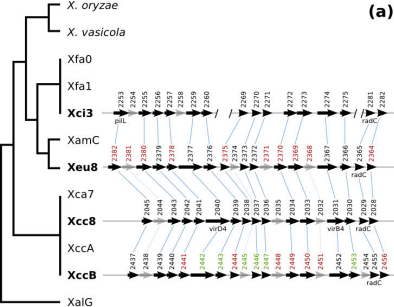 (a)
X. oryzae
X. vasicola
Xfa0
Xfa1
2253 2254 2255 2256 2257 2258 2259 2260 2269 2270 2271 2272 2273 2274 2275 2281 2282
Xci3
pilL radC
XamC
2382 2381 2380 2379 2378 2377 2376 2375 2374 2373 2372 2371 2370 2369 2368 2367 2366 2365 2364
Xeu8
radC
Xca7
2045 2044 2043 2042 2041 2040 2039 2038 2037 2036 2035 2034 2033 2032 2031 2030 2029 2028
Xcc8
virD4 virB4 radC
XccA
2437 2438 2439 2440 2441 2442 2443 2444 2445 2446 2447 2448 2449 2450 2451 2452 2453 2454 2455 2456
XccB
radC
XalG